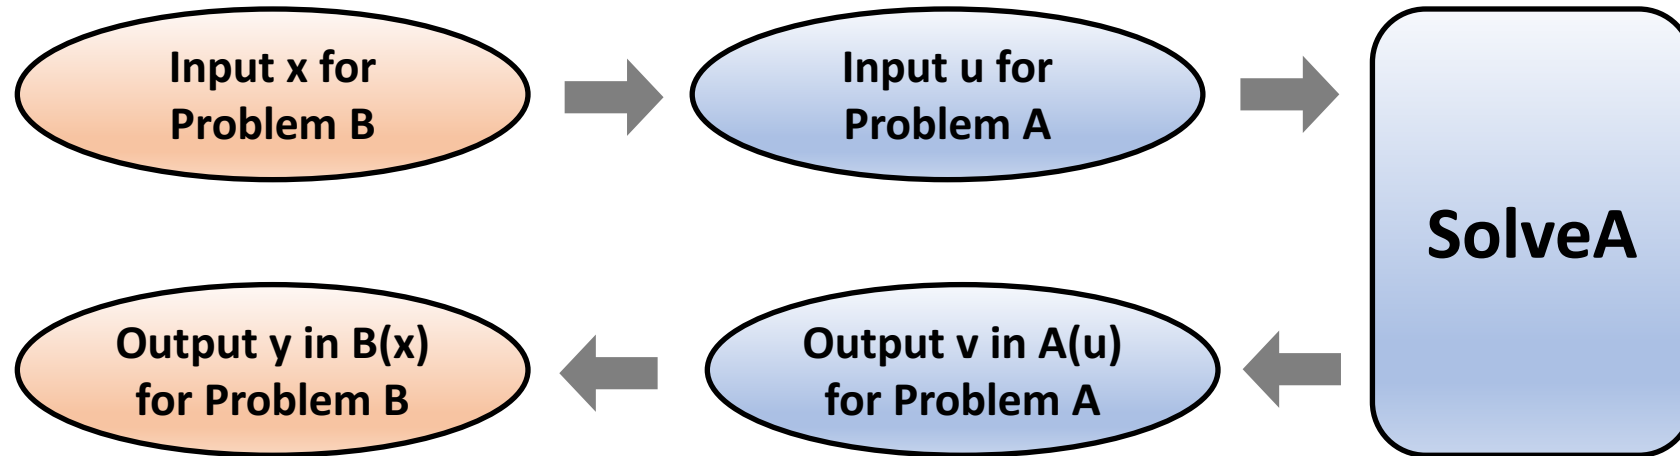 Input x for
Problem B
Input u for
Problem A
SolveA
Output y in B(x)
for Problem B
Output v in A(u)
for Problem A